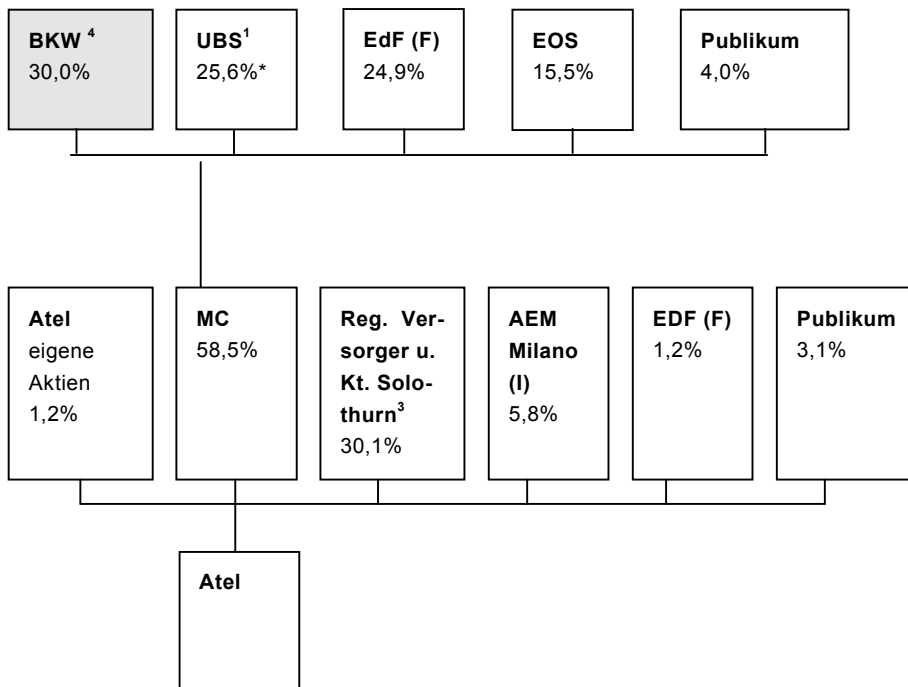 BKW ⁴
30,0%
UBS¹
25,6%*
EdF (F)
24,9%
EOS
15,5%
Publikum
4,0%
Atel
eigene
Aktien
1,2%
MC
58,5%
Reg. Ver-
sorger u.
Kt. Solo-
thurn³
30,1%
AEM
Milano
(I)
5,8%
EDF (F)
1,2%
Publikum
3,1%
Atel